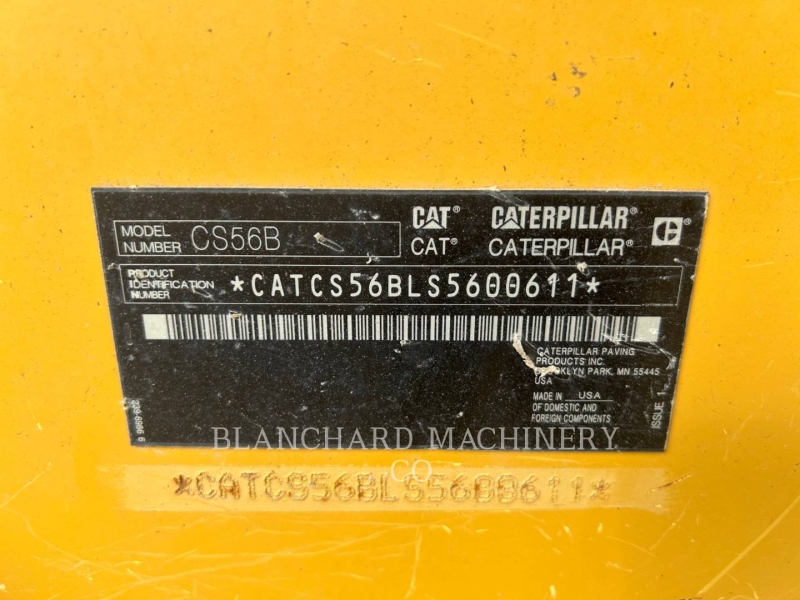 MODEL NUMBER CS56B
CAT® CATERPILLAR®
CAT® CATERPILLAR®
PRODUCT IDENTIFICATION NUMBER *CATCS56BLS5600611*
CATERPILLAR PAVING
PRODUCTS INC.
BROOKLYN PARK, MN 55445
USA
MADE IN USA
OF DOMESTIC AND
FOREIGN COMPONENTS
ISSUE 1
BLANCHARD MACHINERY
CO
*CATCS56BLS5600611*